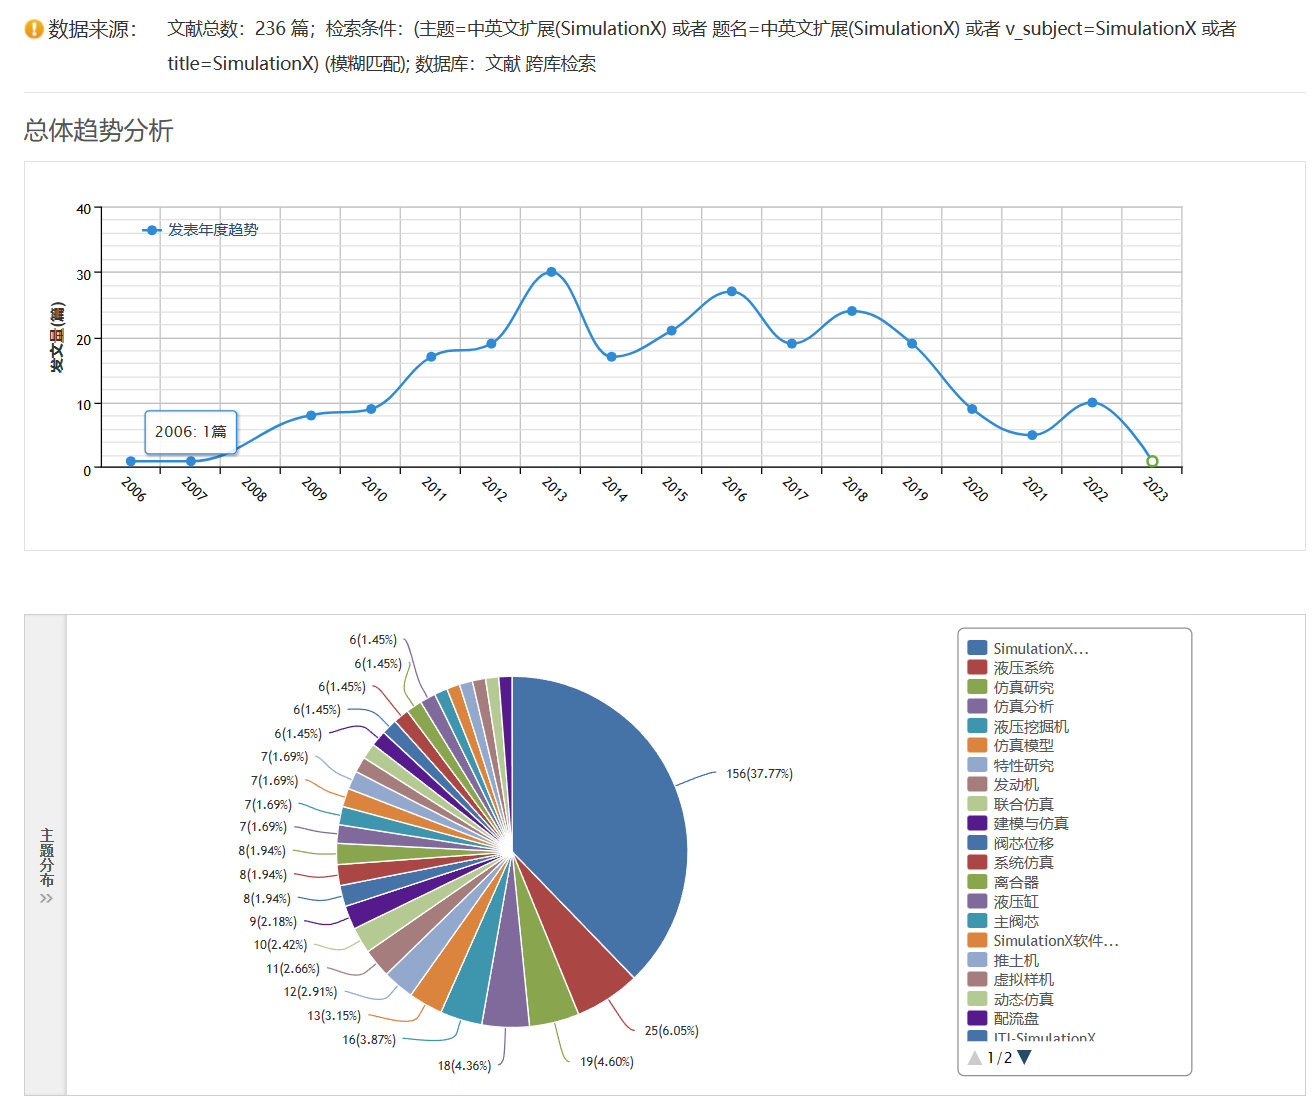 数据来源： 文献总数：236 篇；检索条件：(主题=中英文扩展(SimulationX) 或者 题名=中英文扩展(SimulationX) 或者 v_subject=SimulationX 或者
title=SimulationX) (模糊匹配); 数据库：文献 跨库检索
总体趋势分析
发表年度趋势
发文量(篇)
40
30
20
10
0
2006: 1篇
2006 2007 2008 2009 2010 2011 2012 2013 2014 2015 2016 2017 2018 2019 2020 2021 2022 2023
主题分布
6(1.45%)
6(1.45%)
6(1.45%)
6(1.45%)
6(1.45%)
7(1.69%)
7(1.69%)
7(1.69%)
7(1.69%)
8(1.94%)
8(1.94%)
8(1.94%)
9(2.18%)
10(2.42%)
11(2.66%)
12(2.91%)
13(3.15%)
16(3.87%)
18(4.36%)
19(4.60%)
25(6.05%)
156(37.77%)
SimulationX...
液压系统
仿真研究
仿真分析
液压挖掘机
仿真模型
特性研究
发动机
联合仿真
建模与仿真
阀芯位移
系统仿真
离合器
液压缸
主阀芯
SimulationX软件...
推土机
虚拟样机
动态仿真
配流盘
ITI-SimulationX
1/2